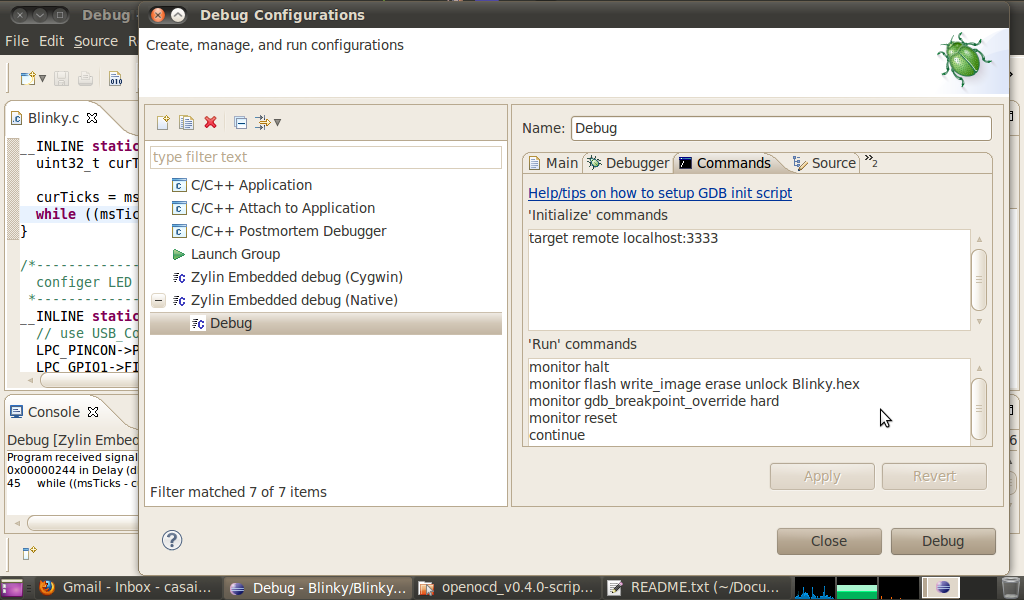 Debug
Debug Configurations
File Edit Source
Create, manage, and run configurations
Blinky.c
__INLINE static
uint32_t curT
curTicks = ms
while ((msTic
}
/*-------------
configer LED
*-------------
__INLINE static
// use USB_Co
LPC_PINCON->P
LPC_GPIO1->FI
Console
Debug [Zylin Embed
Program received signal
0x00000244 in Delay (d
45 while ((msTicks - c
type filter text
C/C++ Application
C/C++ Attach to Application
C/C++ Postmortem Debugger
Launch Group
Zylin Embedded debug (Cygwin)
Zylin Embedded debug (Native)
Debug
Filter matched 7 of 7 items
Name: Debug
Main Debugger Commands Source »2
Help/tips on how to setup GDB init script
'Initialize' commands
target remote localhost:3333
'Run' commands
monitor halt
monitor flash write_image erase unlock Blinky.hex
monitor gdb_breakpoint_override hard
monitor reset
continue
Apply Revert
? Close Debug
Gmail - Inbox - casai... Debug - Blinky/Blinky... openocd_v0.4.0-scrip... README.txt (~/Docu...